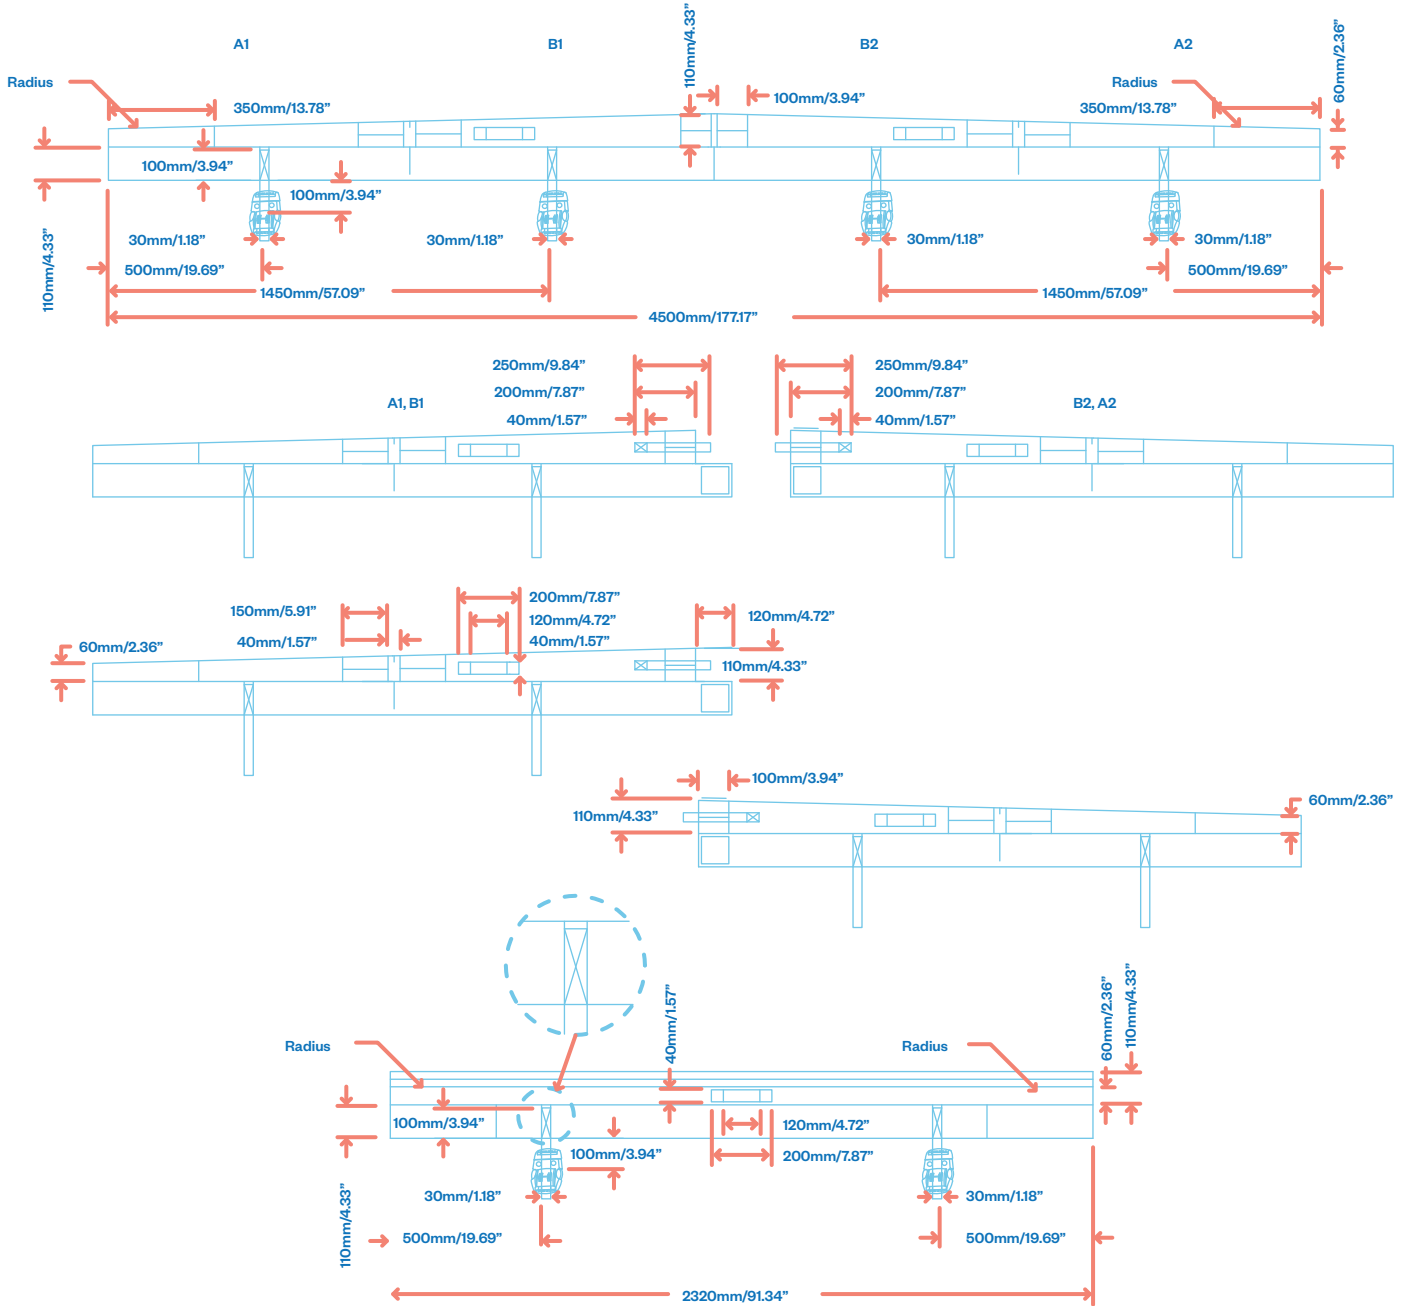 A1
B1
110mm/4.33”
B2
A2
60mm/2.36”
Radius
350mm/13.78”
100mm/3.94”
Radius
350mm/13.78”
100mm/3.94”
100mm/3.94”
110mm/4.33”
30mm/1.18”
30mm/1.18”
30mm/1.18”
30mm/1.18”
500mm/19.69”
500mm/19.69”
1450mm/57.09”
1450mm/57.09”
4500mm/177.17”
250mm/9.84”
250mm/9.84”
200mm/7.87”
200mm/7.87”
A1, B1
B2, A2
40mm/1.57”
40mm/1.57”
200mm/7.87”
150mm/5.91”
120mm/4.72”
120mm/4.72”
40mm/1.57”
40mm/1.57”
60mm/2.36”
110mm/4.33”
100mm/3.94”
110mm/4.33”
60mm/2.36”
40mm/1.57”
60mm/2.36”
110mm/4.33”
Radius
Radius
100mm/3.94”
120mm/4.72”
100mm/3.94”
200mm/7.87”
110mm/4.33”
30mm/1.18”
30mm/1.18”
500mm/19.69”
500mm/19.69”
2320mm/91.34”